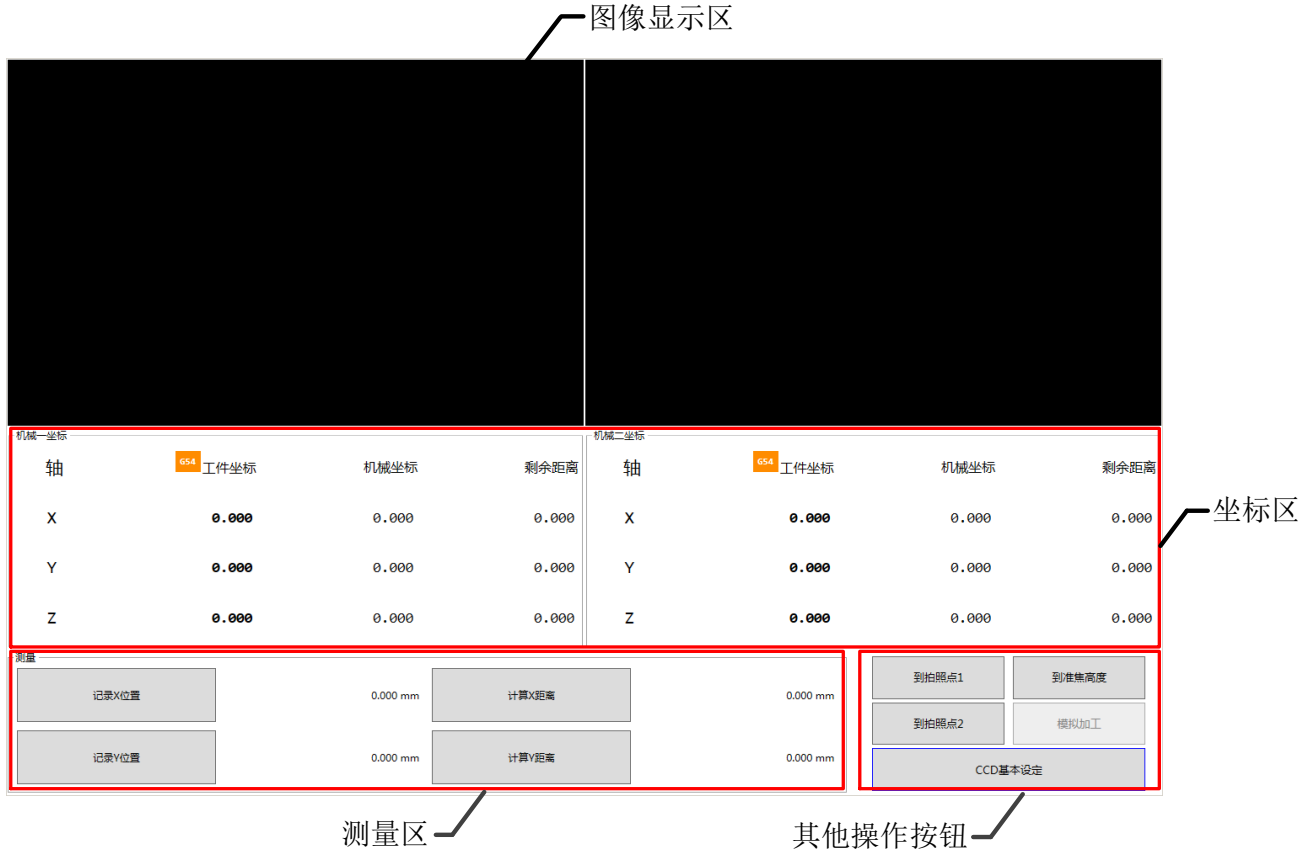 图像显示区
机械一坐标 机械二坐标
轴 G54 工件坐标 机械坐标 剩余距离 轴 G54 工件坐标 机械坐标 剩余距离
X 0.000 0.000 0.000 X 0.000 0.000 0.000
坐标区
Y 0.000 0.000 0.000 Y 0.000 0.000 0.000
Z 0.000 0.000 0.000 Z 0.000 0.000 0.000
测量
记录X位置 0.000 mm 计算X距离 0.000 mm
记录Y位置 0.000 mm 计算Y距离 0.000 mm
到拍照点1 到准焦高度
到拍照点2 模拟加工
CCD基本设定
测量区 其他操作按钮